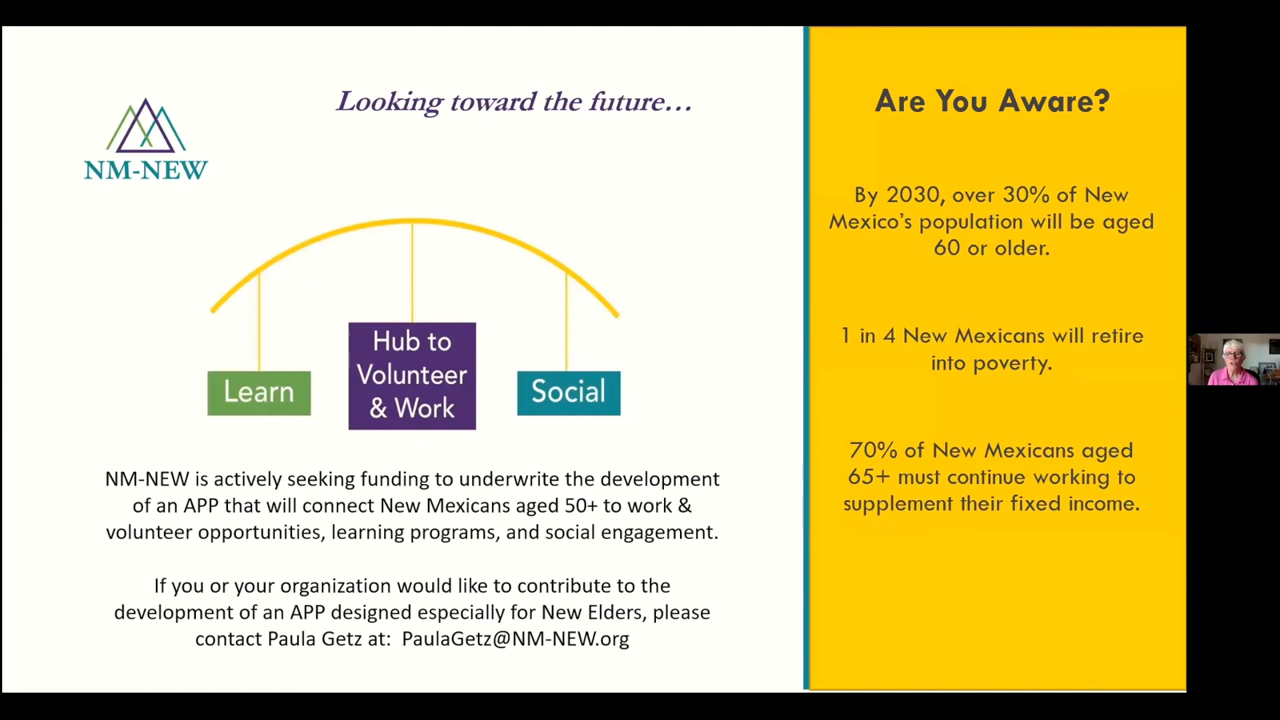 Looking toward the future...
NM-NEW
Learn
Hub to
Volunteer
& Work
Social
NM-NEW is actively seeking funding to underwrite the development
of an APP that will connect New Mexicans aged 50+ to work &
volunteer opportunities, learning programs, and social engagement.
If you or your organization would like to contribute to the
development of an APP designed especially for New Elders, please
contact Paula Getz at: PaulaGetz@NM-NEW.org
Are You Aware?
By 2030, over 30% of New
Mexico's population will be aged
60 or older.
1 in 4 New Mexicans will retire
into poverty.
70% of New Mexicans aged
65+ must continue working to
supplement their fixed income.